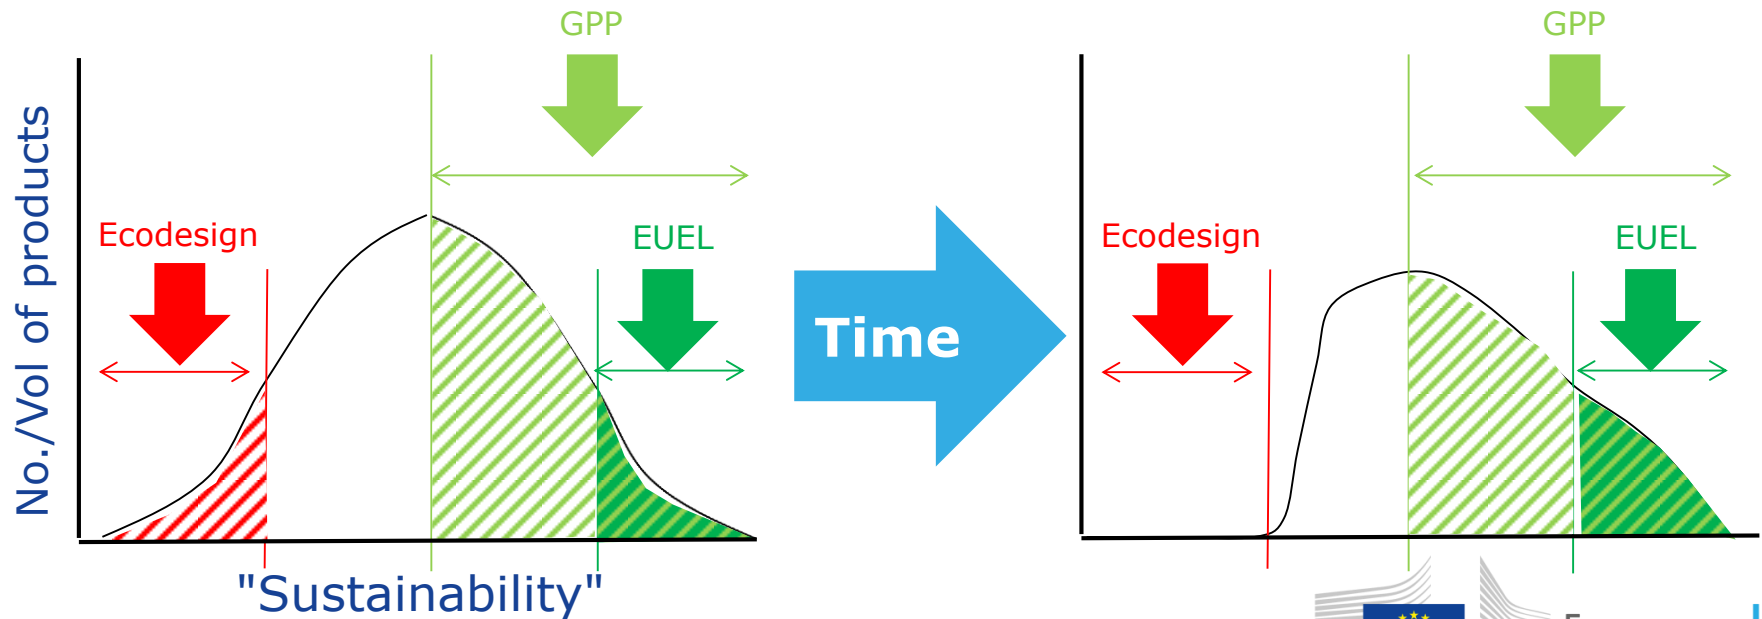 GPP
GPP
No./Vol of products
Ecodesign
EUEL
Time
Ecodesign
EUEL
"Sustainability"